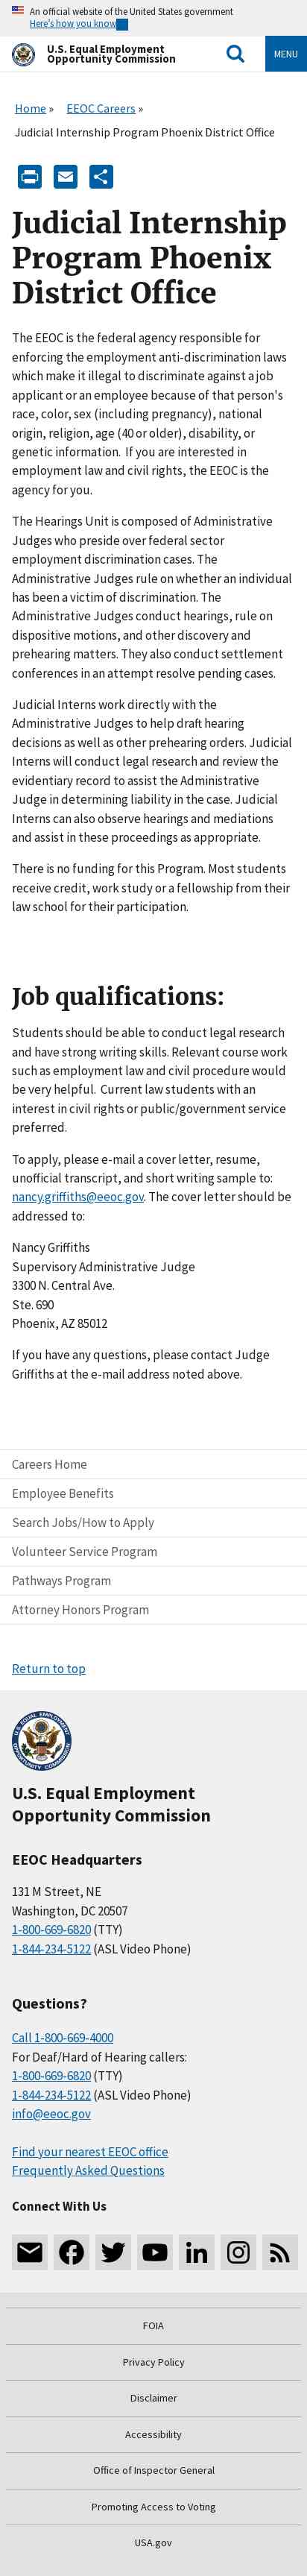 An official website of the United States government
Here's how you know
U.S. Equal Employment
Opportunity Commission
MENU
Home »
EEOC Careers »
Judicial Internship Program Phoenix District Office
Judicial Internship
Program Phoenix
District Office
The EEOC is the federal agency responsible for
enforcing the employment anti-discrimination laws
which make it illegal to discriminate against a job
applicant or an employee because of that person's
race, color, sex (including pregnancy), national
origin, religion, age (40 or older), disability, or
genetic information.  If you are interested in
employment law and civil rights, the EEOC is the
agency for you.
The Hearings Unit is composed of Administrative
Judges who preside over federal sector
employment discrimination cases. The
Administrative Judges rule on whether an individual
has been a victim of discrimination. The
Administrative Judges conduct hearings, rule on
dispositive motions, and other discovery and
prehearing matters. They also conduct settlement
conferences in an attempt resolve pending cases.
Judicial Interns work directly with the
Administrative Judges to help draft hearing
decisions as well as other prehearing orders. Judicial
Interns will conduct legal research and review the
evidentiary record to assist the Administrative
Judge in determining liability in the case. Judicial
Interns can also observe hearings and mediations
and assist in these proceedings as appropriate.
There is no funding for this Program. Most students
receive credit, work study or a fellowship from their
law school for their participation.
Job qualifications:
Students should be able to conduct legal research
and have strong writing skills. Relevant course work
such as employment law and civil procedure would
be very helpful.  Current law students with an
interest in civil rights or public/government service
preferred.
To apply, please e-mail a cover letter, resume,
unofficial transcript, and short writing sample to:
nancy.griffiths@eeoc.gov. The cover letter should be
addressed to:
Nancy Griffiths
Supervisory Administrative Judge
3300 N. Central Ave.
Ste. 690
Phoenix, AZ 85012
If you have any questions, please contact Judge
Griffiths at the e-mail address noted above.
Careers Home
Employee Benefits
Search Jobs/How to Apply
Volunteer Service Program
Pathways Program
Attorney Honors Program
Return to top
U.S. Equal Employment
Opportunity Commission
EEOC Headquarters
131 M Street, NE
Washington, DC 20507
1-800-669-6820 (TTY)
1-844-234-5122 (ASL Video Phone)
Questions?
Call 1-800-669-4000
For Deaf/Hard of Hearing callers:
1-800-669-6820 (TTY)
1-844-234-5122 (ASL Video Phone)
info@eeoc.gov
Find your nearest EEOC office
Frequently Asked Questions
Connect With Us
FOIA
Privacy Policy
Disclaimer
Accessibility
Office of Inspector General
Promoting Access to Voting
USA.gov